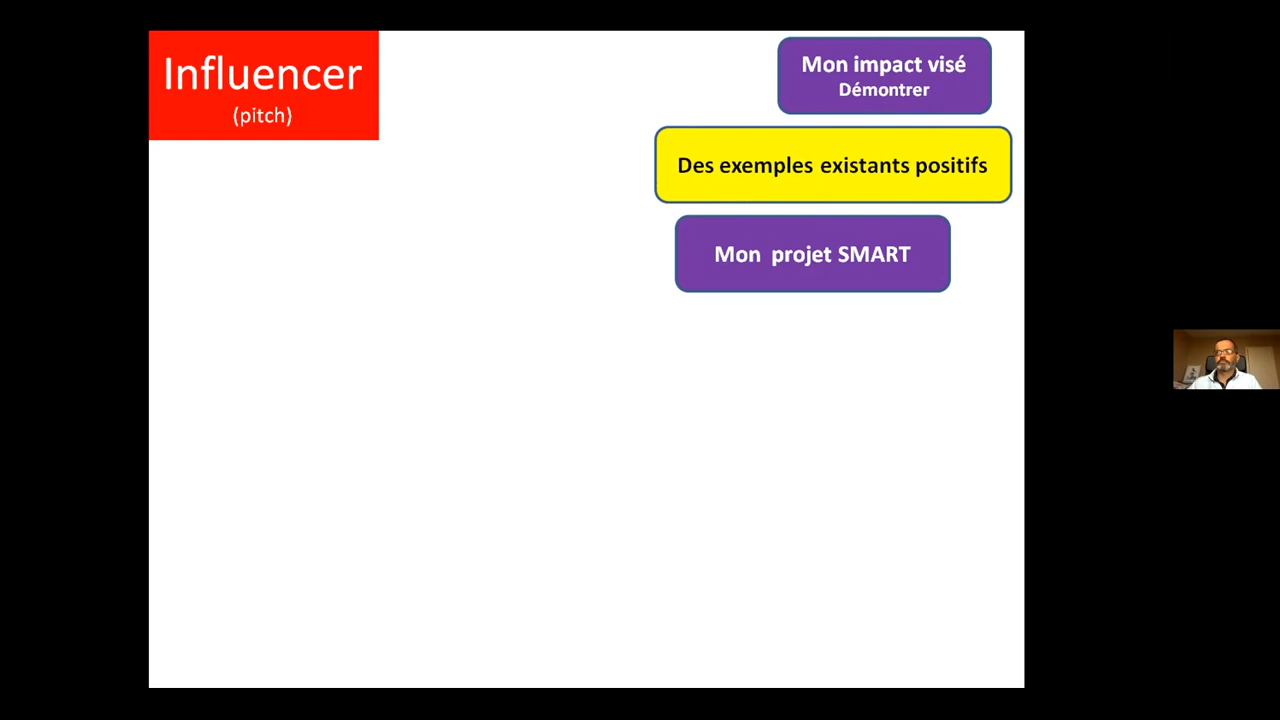 Influencer
(pitch)
Mon impact visé
Démontrer
Des exemples existants positifs
Mon projet SMART